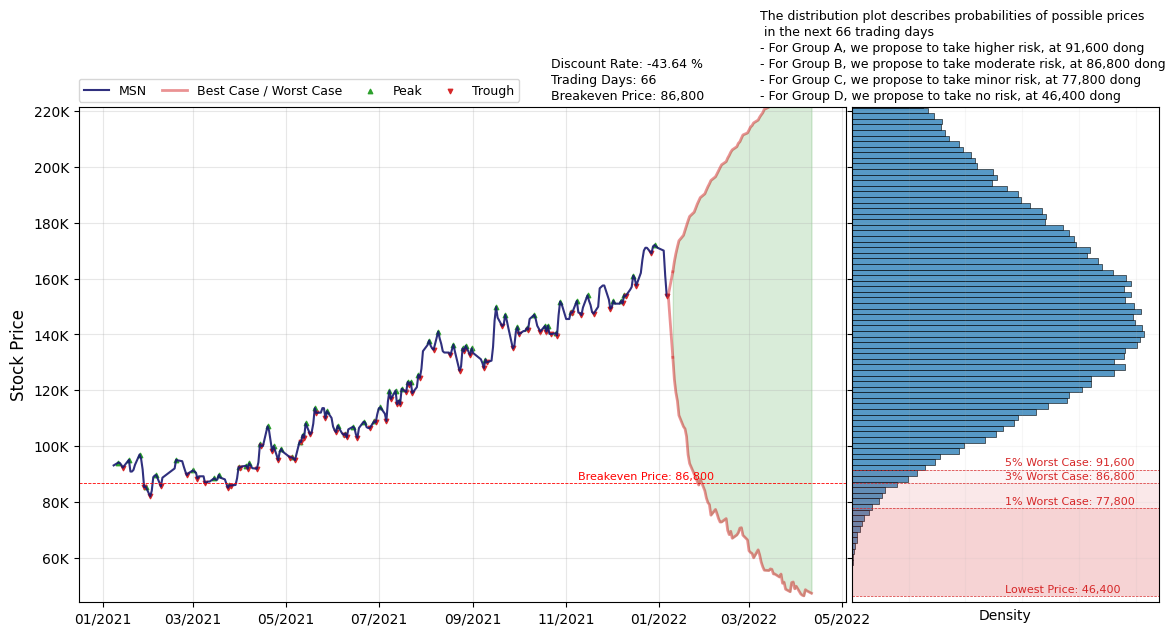 The distribution plot describes probabilities of possible prices
in the next 66 trading days
- For Group A, we propose to take higher risk, at 91,600 dong
- For Group B, we propose to take moderate risk, at 86,800 dong
- For Group C, we propose to take minor risk, at 77,800 dong
- For Group D, we propose to take no risk, at 46,400 dong
Discount Rate: -43.64 %
Trading Days: 66
Breakeven Price: 86,800
MSN
Best Case / Worst Case
Peak
Trough
Stock Price
220K
200K
180K
160K
140K
120K
100K
80K
60K
Breakeven Price: 86,800
5% Worst Case: 91,600
3% Worst Case: 86,800
1% Worst Case: 77,800
Lowest Price: 46,400
01/2021
03/2021
05/2021
07/2021
09/2021
11/2021
01/2022
03/2022
05/2022
Density